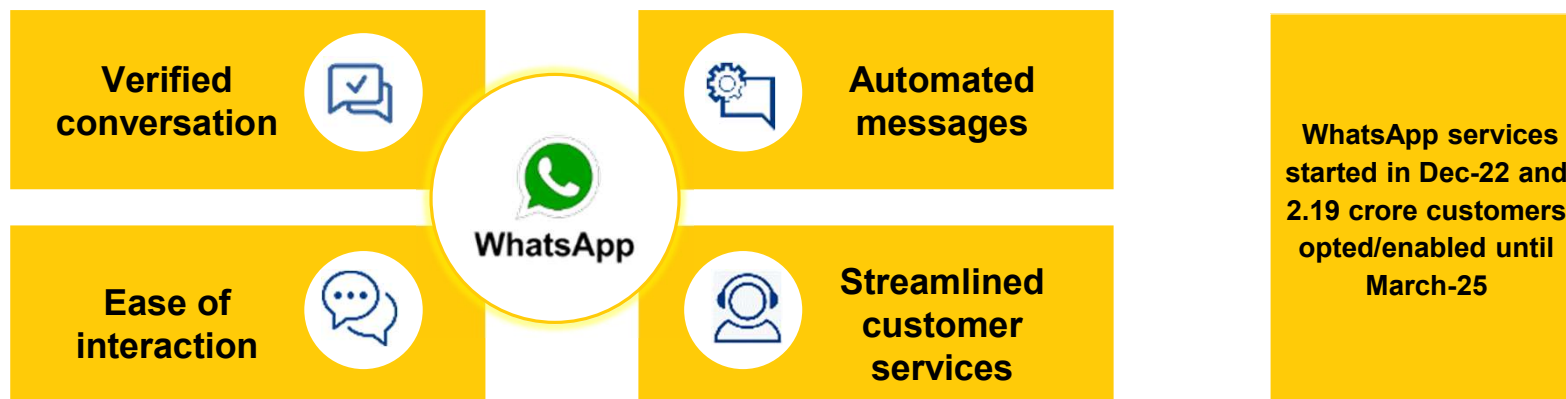 Verified
conversation
Automated
messages
WhatsApp
Ease of
interaction
Streamlined
customer
services
WhatsApp services
started in Dec-22 and
2.19 crore customers
opted/enabled until
March-25